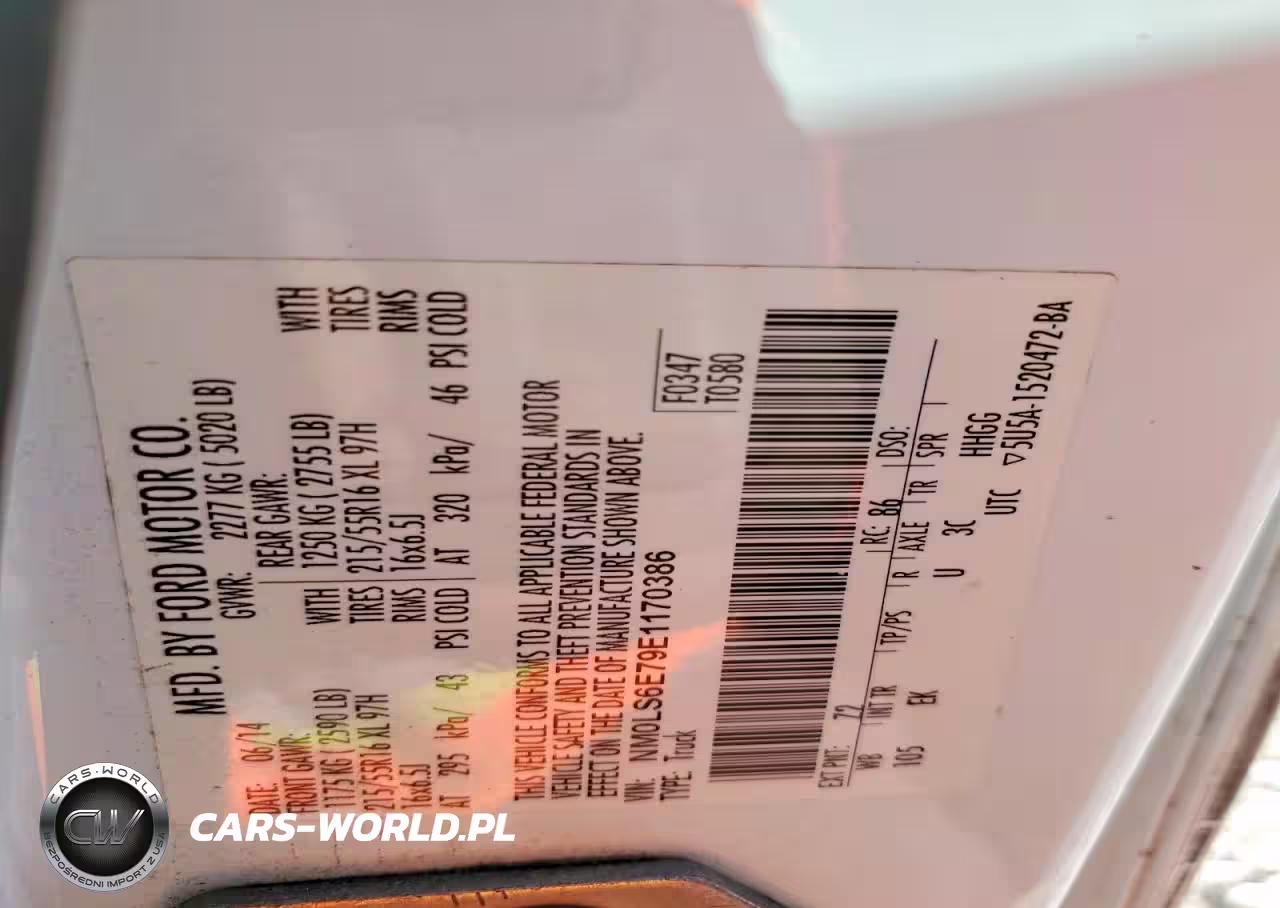 MFD. BY FORD MOTOR CO.
DATE: 06/14 GVWR: 2277 KG ( 5020 LB)
FRONT GAWR: REAR GAWR:
1175 KG ( 2590 LB) WITH 1250 KG ( 2755 LB) WITH
215/55R16 XL 97H TIRES 215/55R16 XL 97H TIRES
16x6.5J RIMS 16x6.5J RIMS
AT 295 kPa/ 43 PSI COLD AT 320 kPa/ 46 PSI COLD
THIS VEHICLE CONFORMS TO ALL APPLICABLE FEDERAL MOTOR
VEHICLE SAFETY AND THEFT PREVENTION STANDARDS IN
EFFECT ON THE DATE OF MANUFACTURE SHOWN ABOVE.
VIN: NM0LS6E79E1170386
TYPE: Truck
F0347
T0580
EXT PNT: 7Z RC: 86 DSO:
WB INT TR TP/PS R AXLE TR SPR
105 EK U 3C HHGG
UTC ▽5U5A-1520472-BA
CARS-WORLD
CW
BEZPOŚREDNI IMPORT Z USA
CARS-WORLD.PL